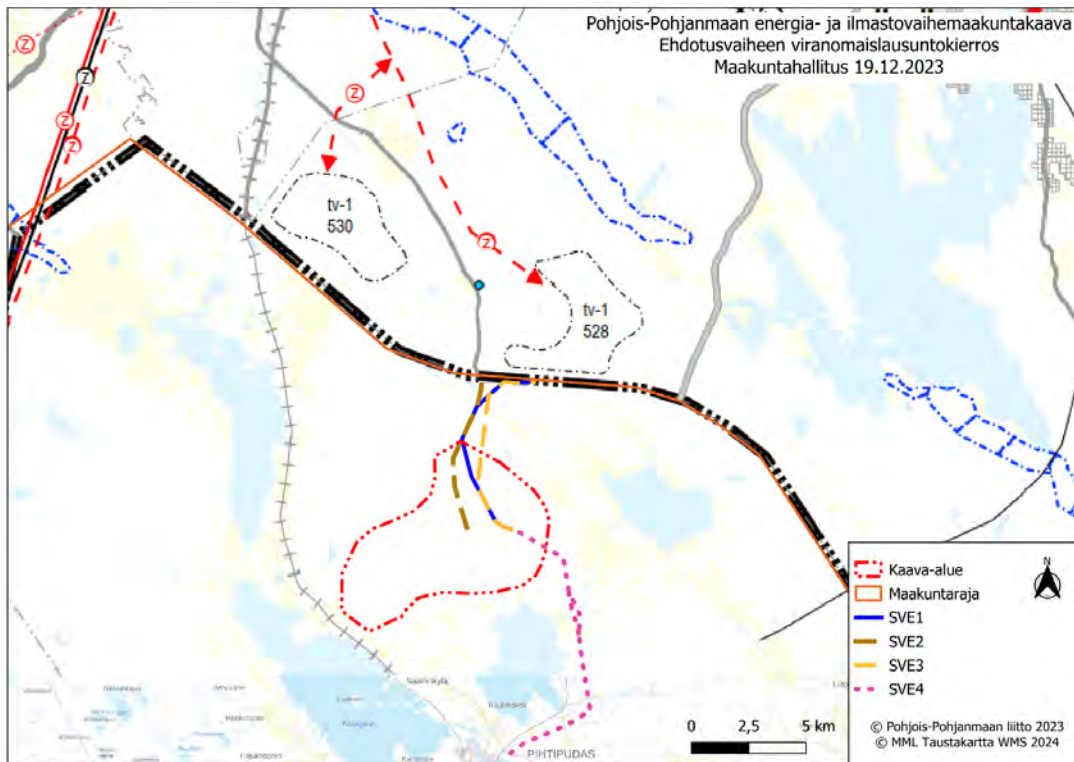 Pohjois-Pohjanmaan energia- ja ilmastovaihemaakuntakaava
Ehdotusvaiheen viranomaislausuntokierros
Maakuntahallitus 19.12.2023
Z
Z
Z
Z
Z
Z
tv-1
530
tv-1
528
N
Kaava-alue
Maakuntaraja
SVE1
SVE2
SVE3
SVE4
0 2,5 5 km
PIHTIPUDAS
© Pohjois-Pohjanmaan liitto 2023
© MML Taustakartta WMS 2024